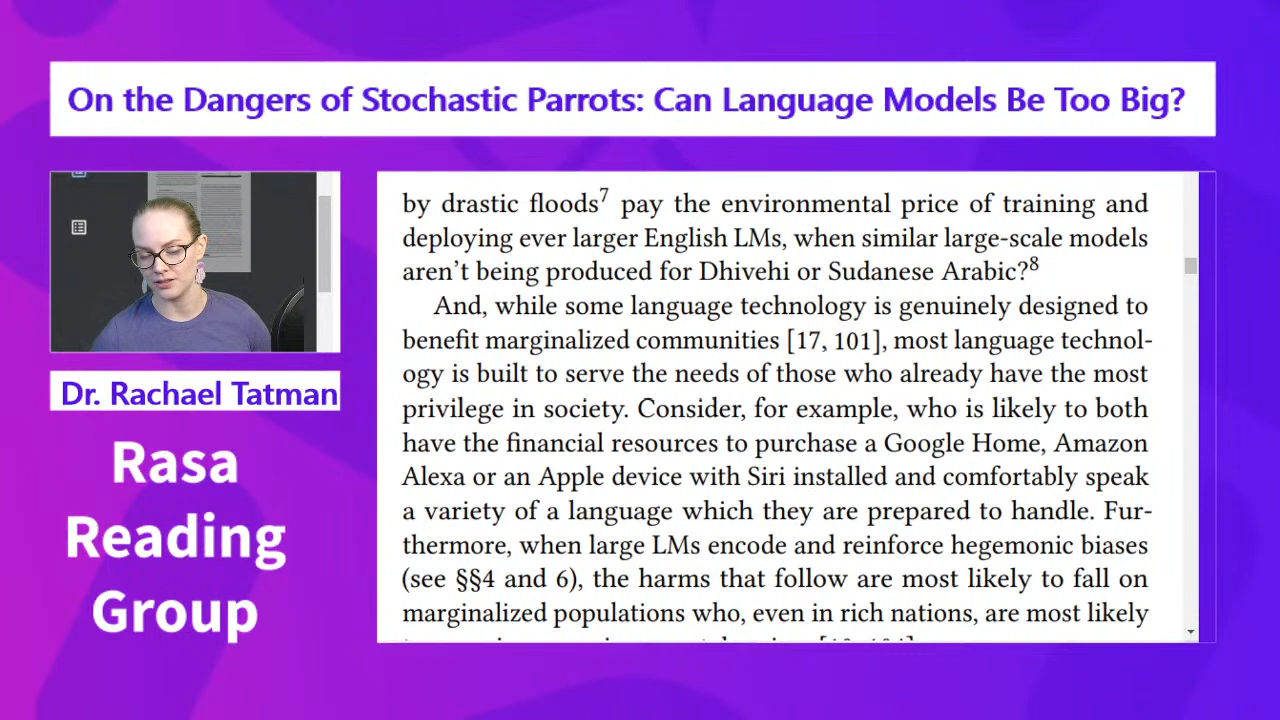 On the Dangers of Stochastic Parrots: Can Language Models Be Too Big?
by drastic floods7 pay the environmental price of training and
deploying ever larger English LMs, when similar large-scale models
aren't being produced for Dhivehi or Sudanese Arabic?8
And, while some language technology is genuinely designed to
benefit marginalized communities [17, 101], most language technol-
ogy is built to serve the needs of those who already have the most
privilege in society. Consider, for example, who is likely to both
have the financial resources to purchase a Google Home, Amazon
Alexa or an Apple device with Siri installed and comfortably speak
a variety of a language which they are prepared to handle. Fur-
thermore, when large LMs encode and reinforce hegemonic biases
(see §§4 and 6), the harms that follow are most likely to fall on
marginalized populations who, even in rich nations, are most likely
Dr. Rachael Tatman
Rasa
Reading
Group